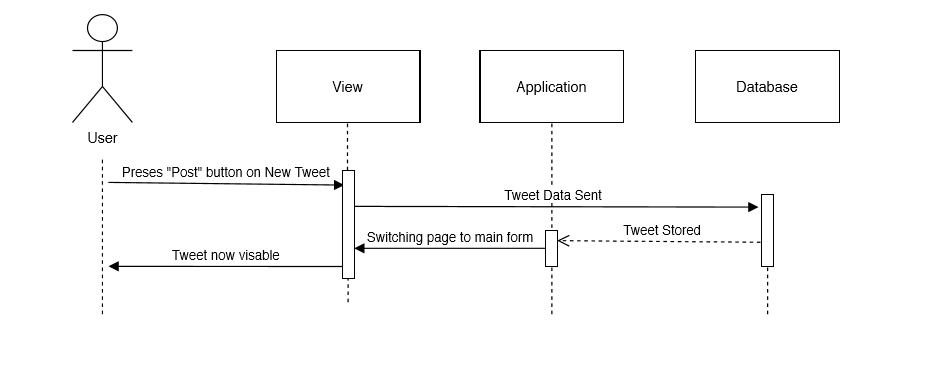 View
Application
Database
User
Preses "Post" button on New Tweet
Tweet Data Sent
Tweet Stored
Switching page to main form
Tweet now visable